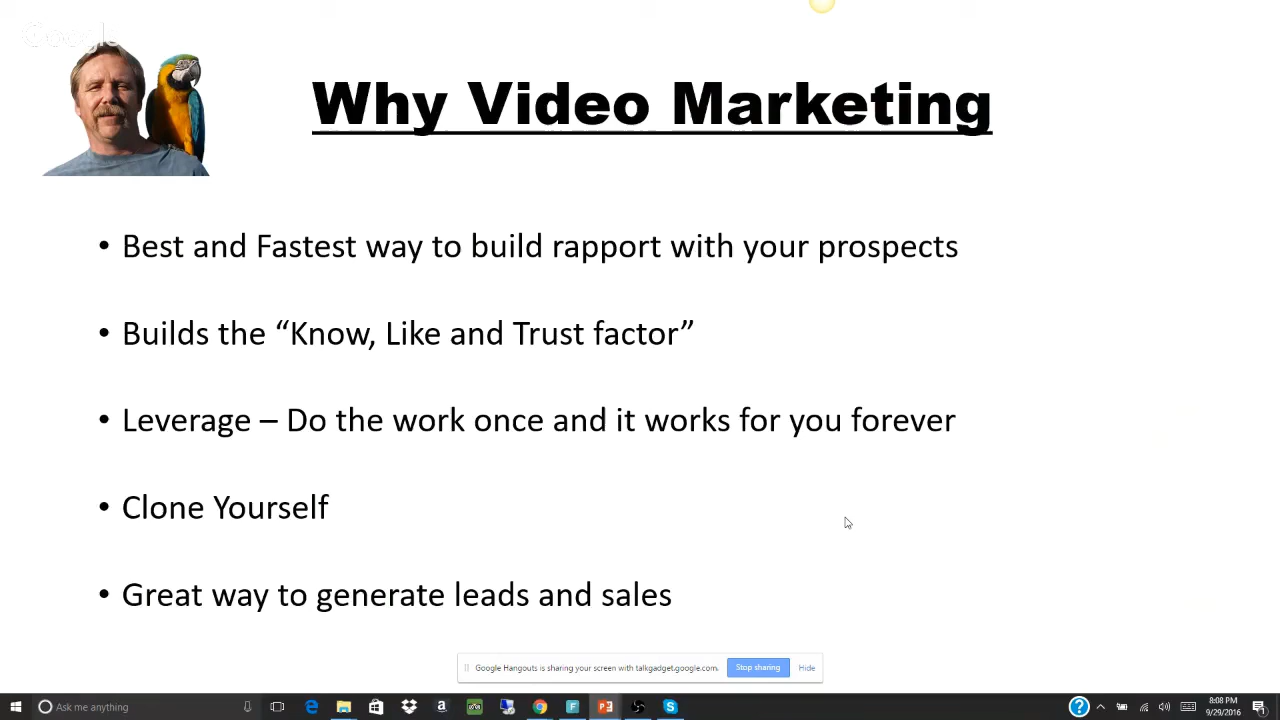 Google
Why Video Marketing
• Best and Fastest way to build rapport with your prospects
• Builds the “Know, Like and Trust factor”
• Leverage – Do the work once and it works for you forever
• Clone Yourself
• Great way to generate leads and sales
Google Hangouts is sharing your screen with talkgadget.google.com.
Stop sharing
Hide
Ask me anything
8:08 PM
9/29/2016